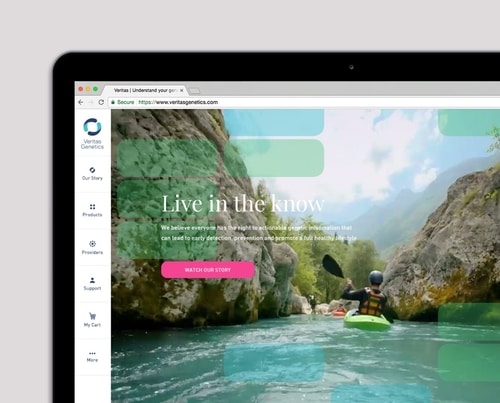 Veritas | Understand your gen
Secure https://www.veritasgenetics.com
Veritas
Genetics
Our Story
Products
Providers
Support
My Cart
More
Live in the know
We believe everyone has the right to actionable genetic information that
can lead to early detection, prevention and promote a full healthy lifestyle
WATCH OUR STORY